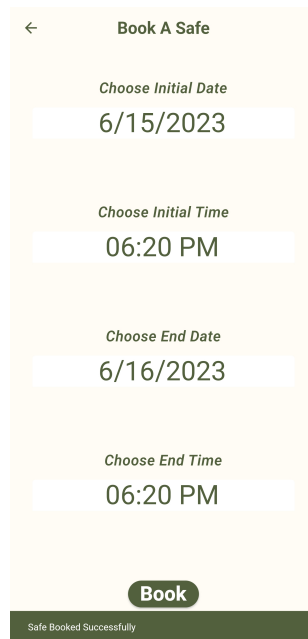 Book A Safe
Choose Initial Date
6/15/2023
Choose Initial Time
06:20 PM
Choose End Date
6/16/2023
Choose End Time
06:20 PM
Book
Safe Booked Successfully